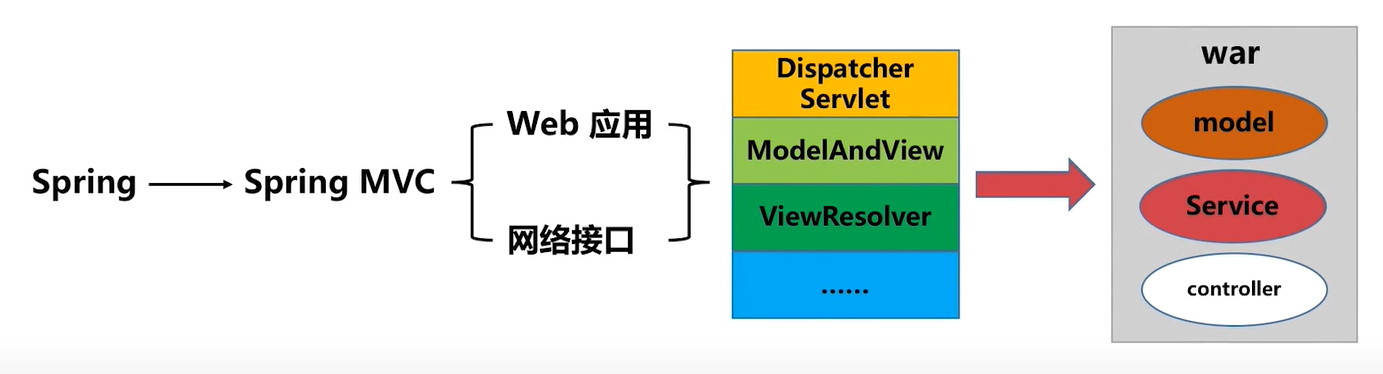 Spring
Spring MVC
Web 应用
网络接口
Dispatcher
Servlet
ModelAndView
ViewResolver
......
war
model
Service
controller